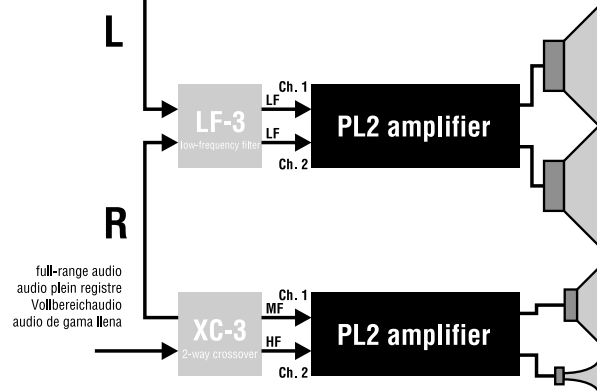 L
Ch. 1
LF
LF-3
low-frequency filter
LF
Ch. 2
PL2 amplifier
R
full-range audio
audio plein registre
Vollbereichaudio
audio de gama llena
Ch. 1
MF
XC-3
2-way crossover
HF
Ch. 2
PL2 amplifier